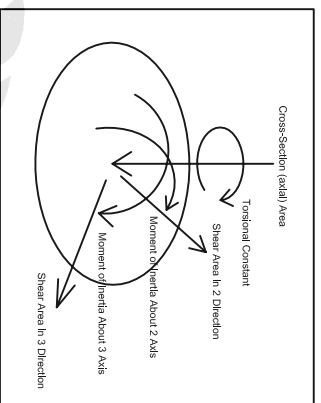 Cross-Section (axial) Area
Torsional Constant
Shear Area in 2 Direction
Moment of Inertia About 2 Axis
Moment of Inertia About 3 Axis
Shear Area in 3 Direction